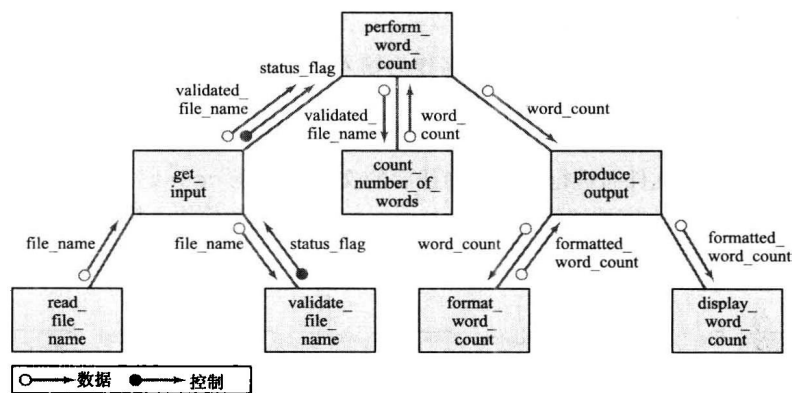 perform_
word_
count
status_flag
validated_
file_name
validated_
file_name
word_
count
word_count
get_
input
count_
number_of_
words
produce_
output
file_name
file_name
status_flag
word_count
formatted_
word_count
formatted_
word_count
read_
file_
name
validate_
file_
name
format_
word_
count
display_
word_
count
数据
控制